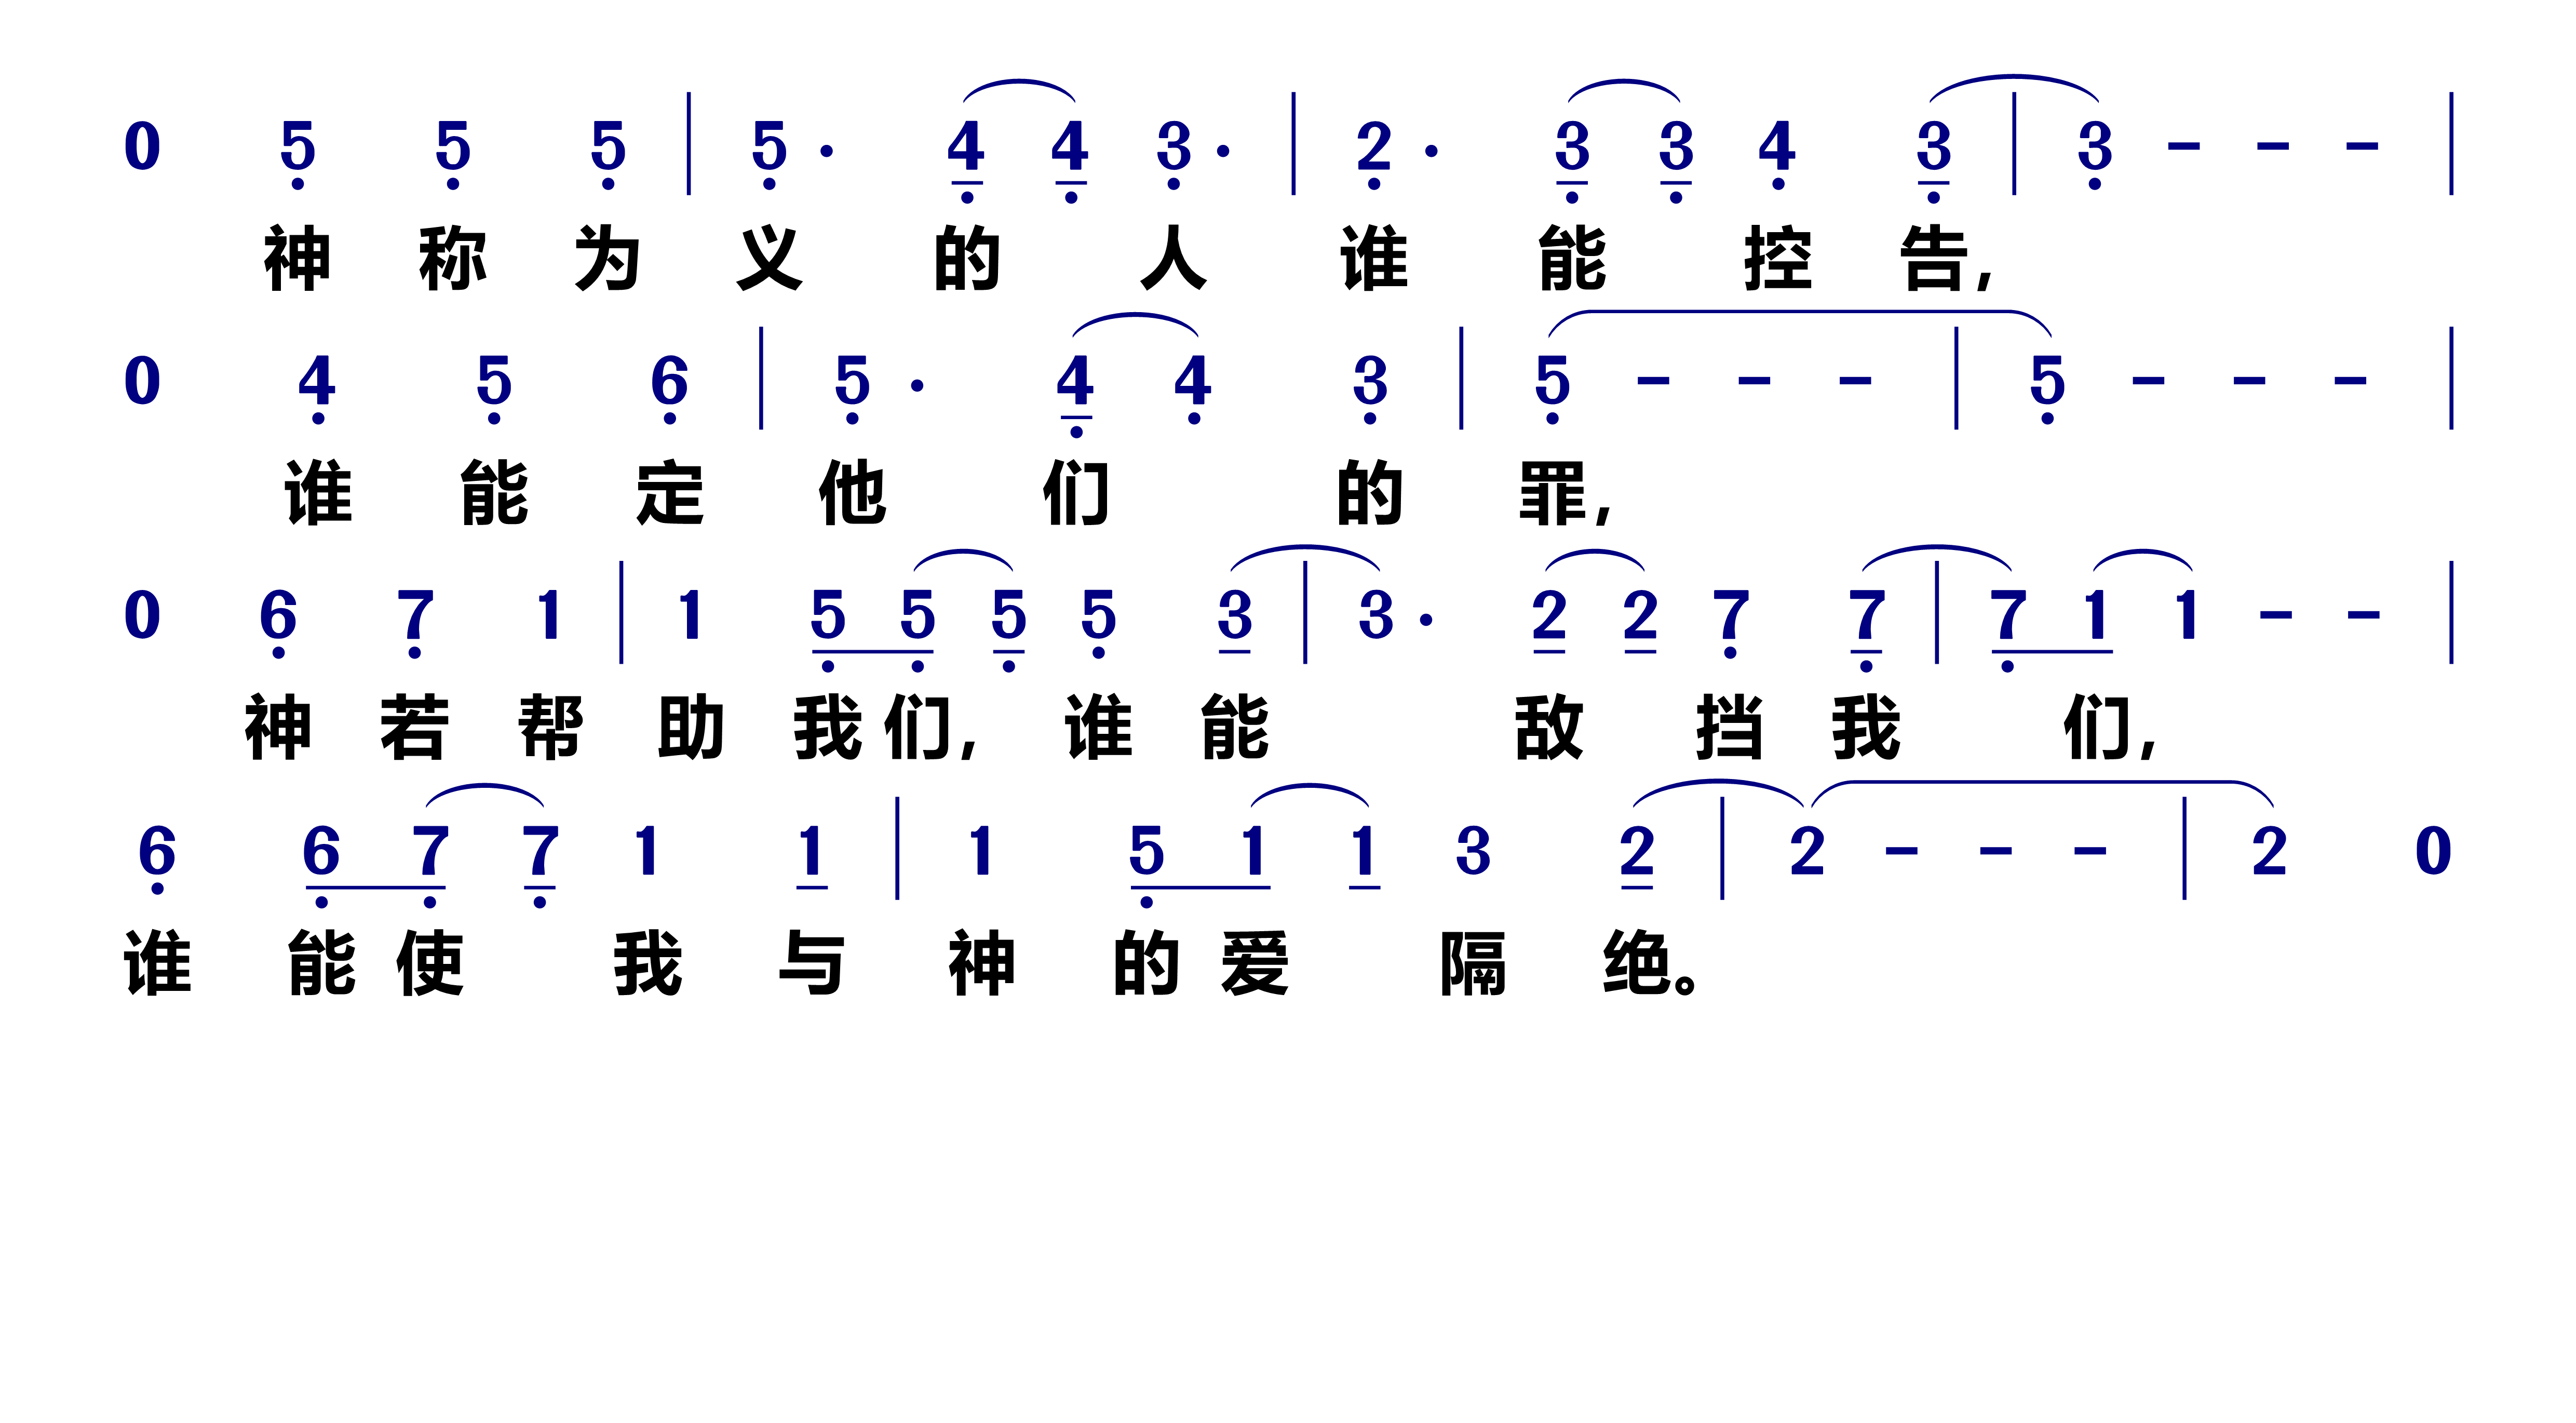 0 5 5 5 | 5 · 4 4 3 · | 2 · 3 3 4 3 | 3 - - - |
神 称 为 义 的 人 谁 能 控 告,
0 4 5 6 | 5 · 4 4 3 | 5 - - - | 5 - - - |
谁 能 定 他 们 的 罪,
0 6 7 1 | 1 5 5 5 5 3 | 3 · 2 2 7 7 | 7 1 1 - - |
神 若 帮 助 我 们, 谁 能 敌 挡 我 们,
6 6 7 7 1 1 | 1 5 1 1 3 2 | 2 - - - | 2 0
谁 能 使 我 与 神 的 爱 隔 绝。